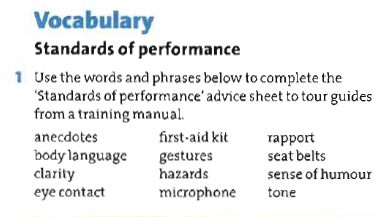 Vocabulary
Standards of performance
1 Use the words and phrases below to complete the
'Standards of performance' advice sheet to tour guides
from a training manual.
anecdotes first-aid kit rapport
body language gestures seat belts
clarity hazards sense of humour
eye contact microphone tone